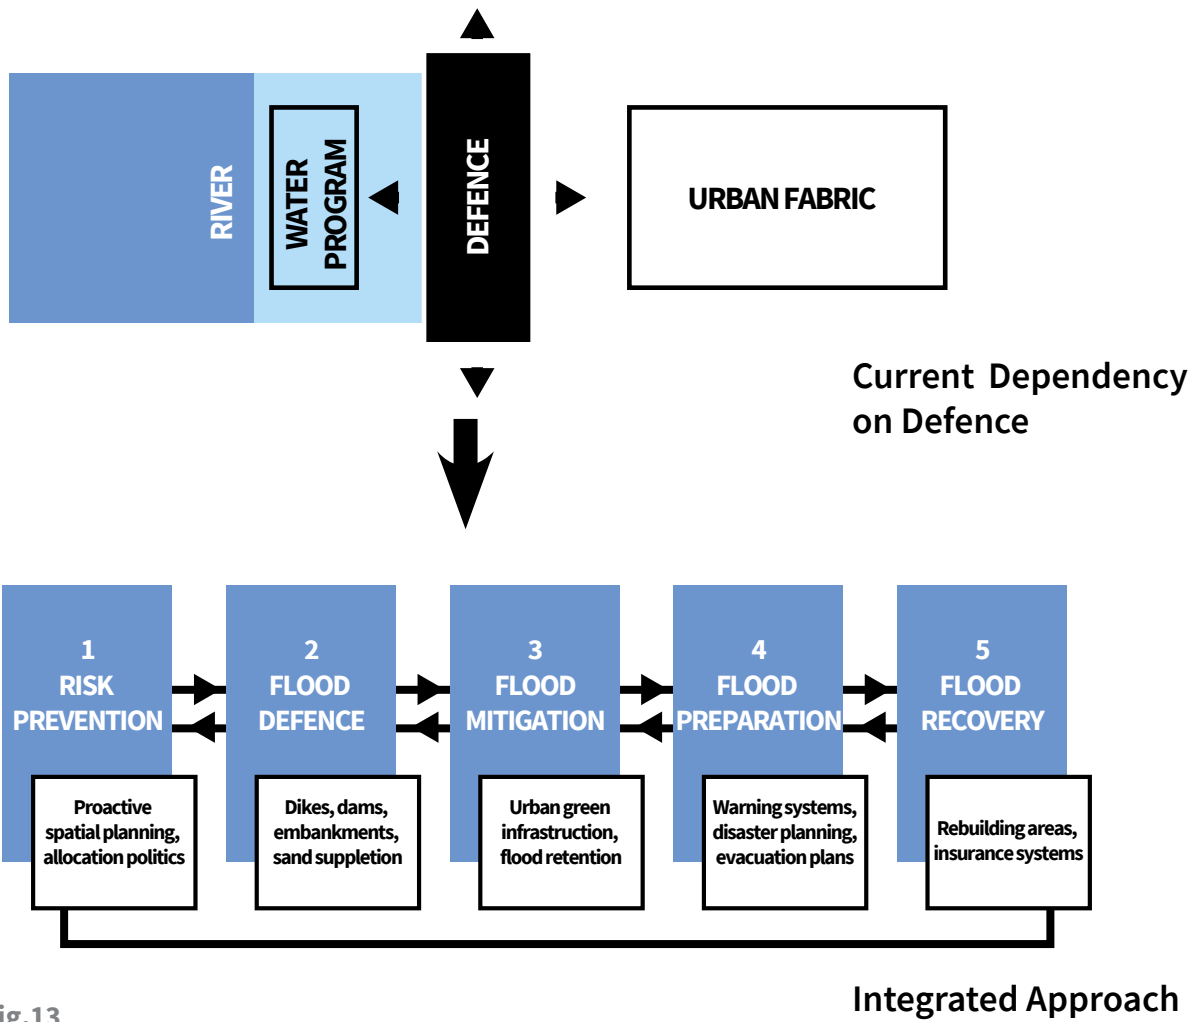 RIVER
WATER
PROGRAM
DEFENCE
URBAN FABRIC
Current Dependency
on Defence
1
RISK
PREVENTION
2
FLOOD
DEFENCE
3
FLOOD
MITIGATION
4
FLOOD
PREPARATION
5
FLOOD
RECOVERY
Proactive
spatial planning,
allocation politics
Dikes, dams,
embankments,
sand suppletion
Urban green
infrastruction,
flood retention
Warning systems,
disaster planning,
evacuation plans
Rebuilding areas,
insurance systems
Integrated Approach
ig.13